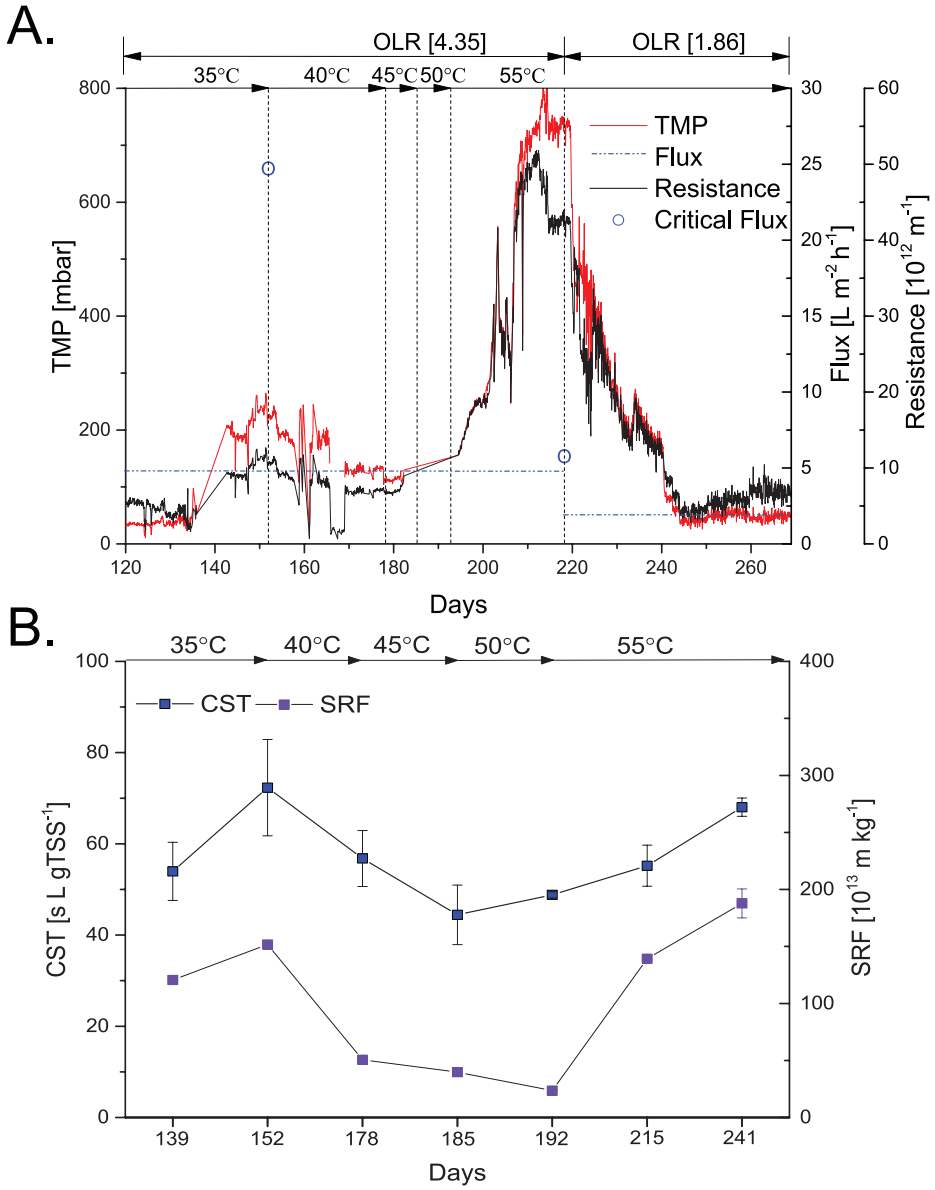 A.
OLR [4.35] OLR [1.86]
35°C 40°C 45°C 50°C 55°C
800 30 60
TMP
Flux
Resistance
Critical Flux
25 50
600
20 40
400 15 30
10 20
200
5 10
0 0 0
TMP [mbar]
Flux [L m⁻² h⁻¹]
Resistance [10¹² m⁻¹]
120 140 160 180 200 220 240 260
Days
B.
35°C 40°C 45°C 50°C 55°C
100 400
CST SRF
80
300
60
200
40
100
20
0 0
CST [s L gTSS⁻¹]
SRF [10¹³ m kg⁻¹]
139 152 178 185 192 215 241
Days